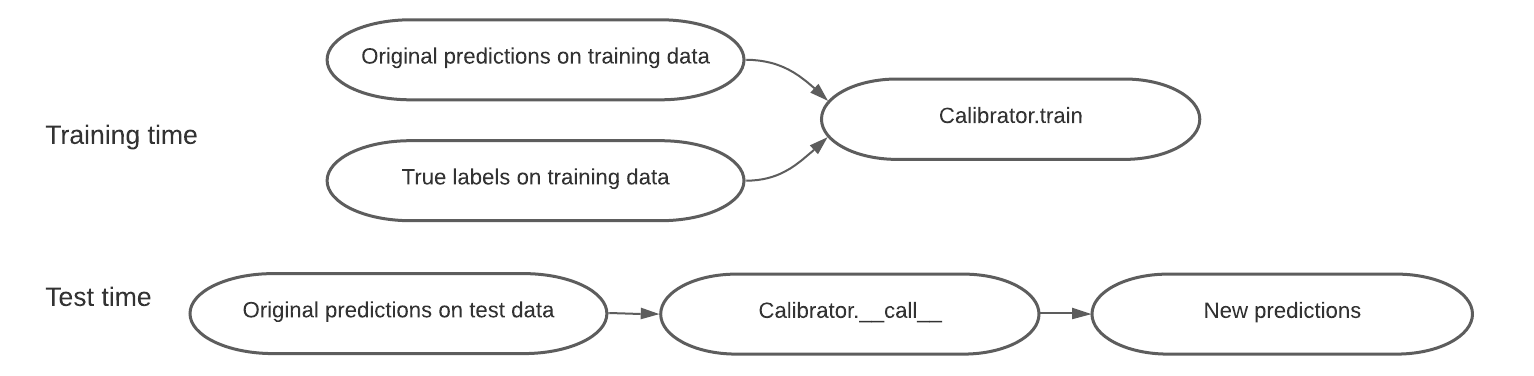 Original predictions on training data
Calibrator.train
Training time
True labels on training data
Test time
Original predictions on test data
Calibrator.__call__
New predictions